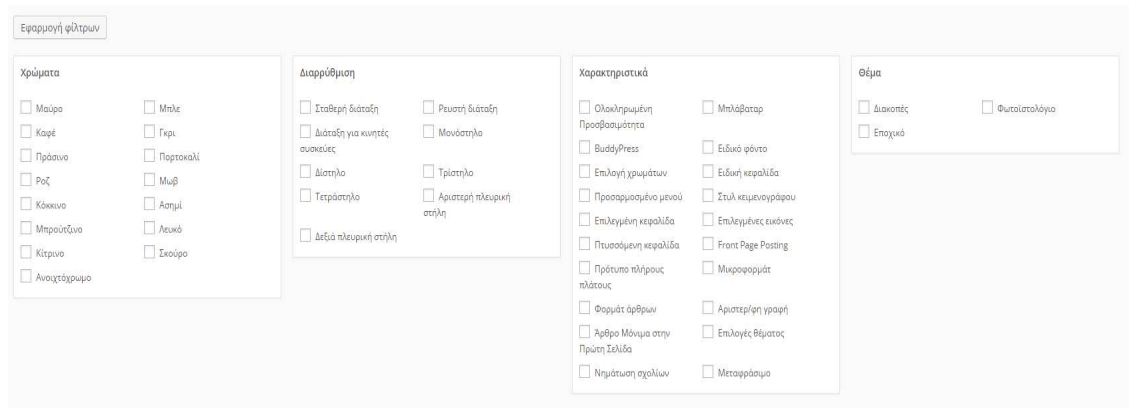 Εφαρμογή φίλτρων
Χρώματα
Μαύρο Μπλε
Καφέ Γκρι
Πράσινο Πορτοκαλί
Ροζ Μωβ
Κόκκινο Ασημί
Μπρούτζινο Λευκό
Κίτρινο Σκούρο
Ανοιχτόχρωμο
Διαρρύθμιση
Σταθερή διάταξη Ρευστή διάταξη
Διάταξη για κινητές Μονόστηλο
συσκεύες
Δίστηλο Τρίστηλο
Τετράστηλο Αριστερή πλευρική
στήλη
Δεξιά πλευρική στήλη
Χαρακτηριστικά
Ολοκληρωμένη Μπλάβαταρ
Προσβασιμότητα
BuddyPress Ειδικό φόντο
Επιλογή χρωμάτων Ειδική κεφαλίδα
Προσαρμοσμένο μενού Στυλ κειμενογράφου
Επιλεγμένη κεφαλίδα Επιλεγμένες εικόνες
Πτυσσόμενη κεφαλίδα Front Page Posting
Πρότυπο πλήρους Μικροφορμάτ
πλάτους
Φορμάτ άρθρων Αριστερ/φη γραφή
Άρθρο Μόνιμα στην Επιλογές θέματος
Πρώτη Σελίδα
Νημάτωση σχολίων Μεταφράσιμο
Θέμα
Διακοπές Φωτοϊστολόγιο
Εποχικό